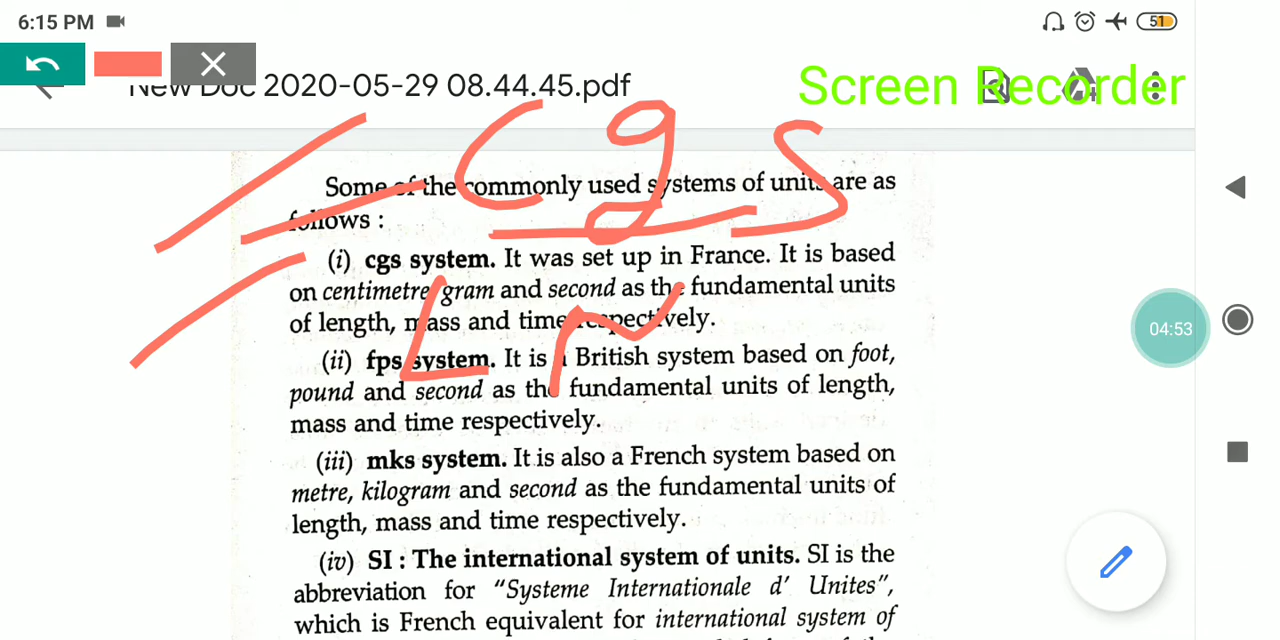 6:15 PM
51
New Doc 2020-05-29 08.44.45.pdf
Screen Recorder
cgs
Some of the commonly used systems of units are as
follows :
(i) cgs system. It was set up in France. It is based
on centimetre, gram and second as the fundamental units
of length, mass and time respectively.
L
04:53
(ii) fps system. It is a British system based on foot,
pound and second as the fundamental units of length,
mass and time respectively.
(iii) mks system. It is also a French system based on
metre, kilogram and second as the fundamental units of
length, mass and time respectively.
(iv) SI : The international system of units. SI is the
abbreviation for “Systeme Internationale d’ Unites”,
which is French equivalent for international system of